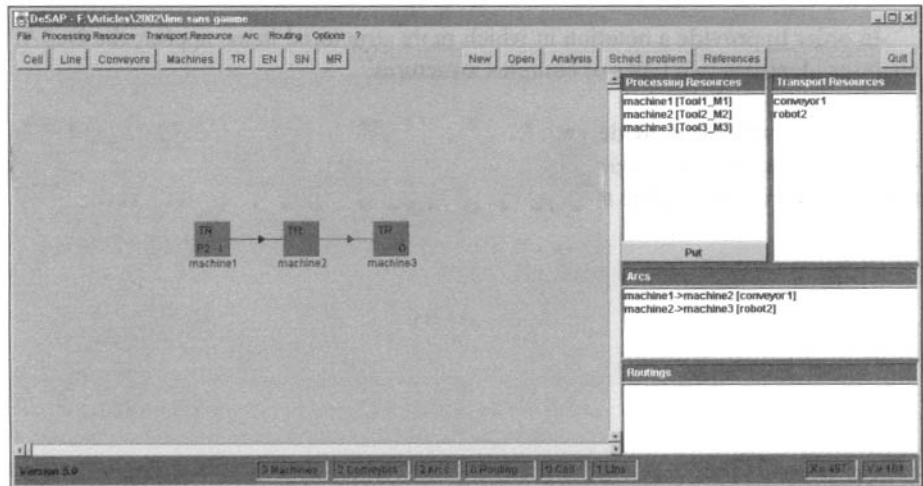 DeSAP - F:\Articles\2002\line sans gamme
File Processing Resource Transport Resource Arc Routing Options ?
Cell Line Conveyors Machines TR EN SN MR New Open Analysis Sched. problem References Quit
Processing Resources Transport Resources
machine1 [Tool1_M1] conveyor1
machine2 [Tool2_M2] robot2
machine3 [Tool3_M3]
TR TR TR
P2 I O
machine1 machine2 machine3
Put
Arcs
machine1->machine2 [conveyor1]
machine2->machine3 [robot2]
Routings
Version 5.0 3 Machines 2 Conveyors 2 Arcs 0 Routing 0 Cell 1 Line